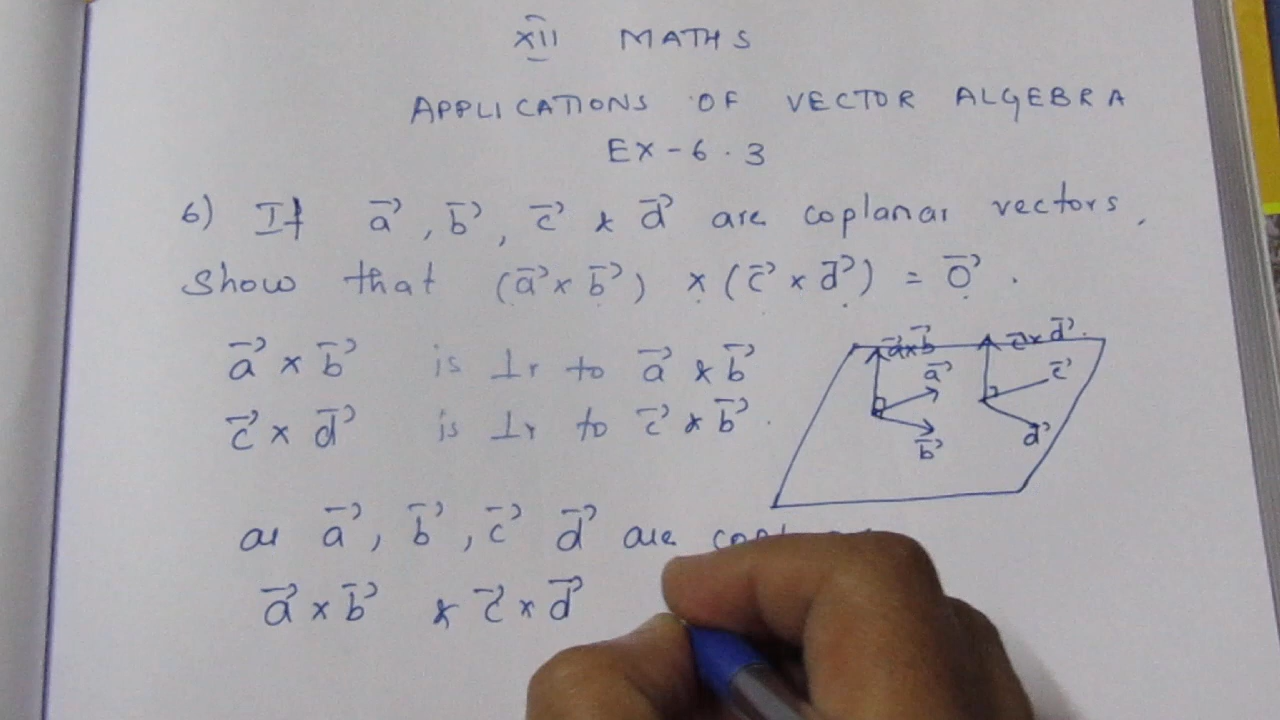 XII MATHS
APPLICATIONS OF VECTOR ALGEBRA
EX-6.3
6) If a⃗, b⃗, c⃗ & d⃗ are coplanar vectors,
show that (a⃗ × b⃗) × (c⃗ × d⃗) = 0⃗.
a⃗ × b⃗ is ⊥r to a⃗ & b⃗
c⃗ × d⃗ is ⊥r to c⃗ & b⃗.
a⃗×b⃗ c⃗×d⃗.
a⃗ c⃗
b⃗ d⃗
as a⃗, b⃗, c⃗ d⃗ are
a⃗ × b⃗ & c⃗ × d⃗